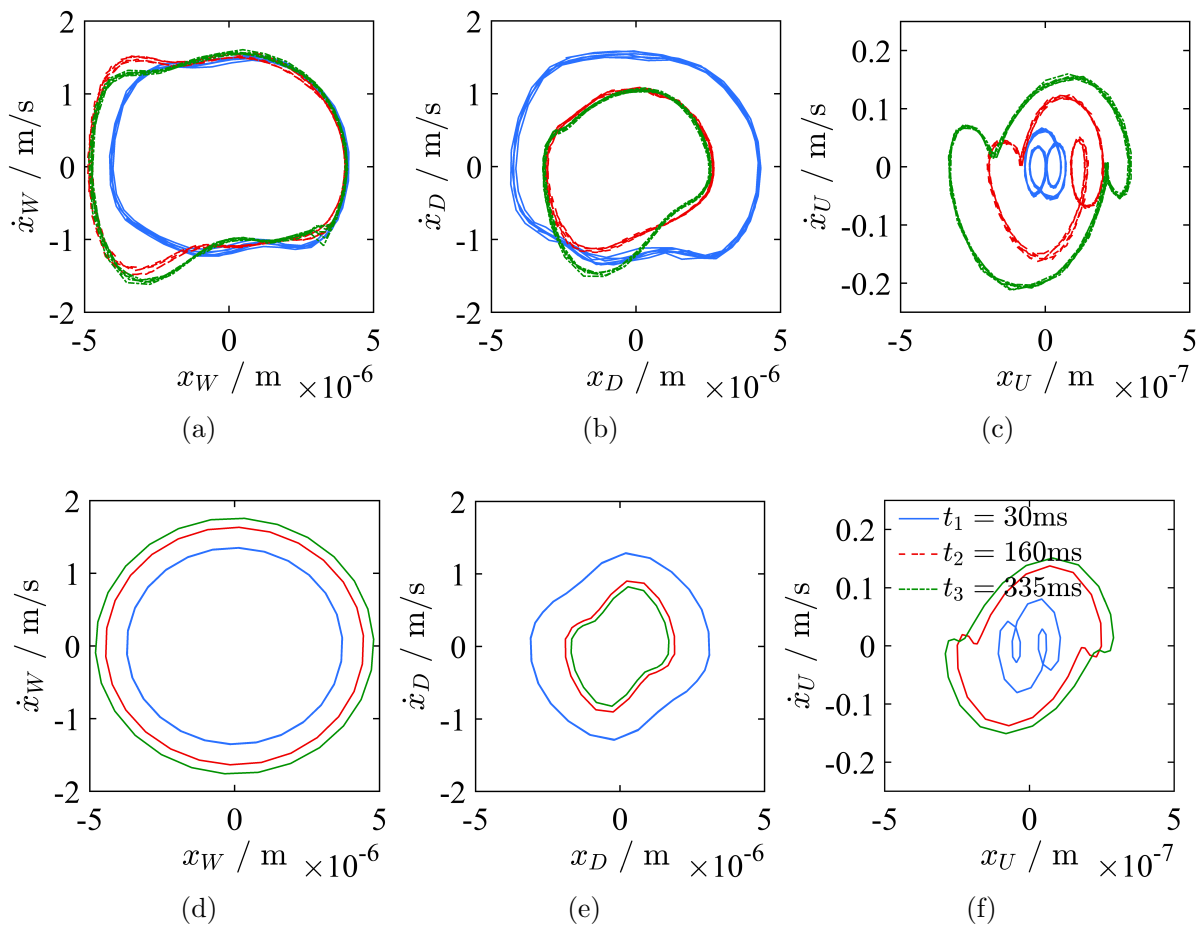 2
1
0
-1
-2
ẋ_W / m/s
-5
0
5
x_W / m
×10⁻⁶
(a)
2
1
0
-1
-2
ẋ_D / m/s
-5
0
5
x_D / m
×10⁻⁶
(b)
0.2
0.1
0
-0.1
-0.2
ẋ_U / m/s
-5
0
5
x_U / m
×10⁻⁷
(c)
2
1
0
-1
-2
ẋ_W / m/s
-5
0
5
x_W / m
×10⁻⁶
(d)
2
1
0
-1
-2
ẋ_D / m/s
-5
0
5
x_D / m
×10⁻⁶
(e)
0.2
0.1
0
-0.1
-0.2
ẋ_U / m/s
t₁ = 30ms
t₂ = 160ms
t₃ = 335ms
-5
0
5
x_U / m
×10⁻⁷
(f)